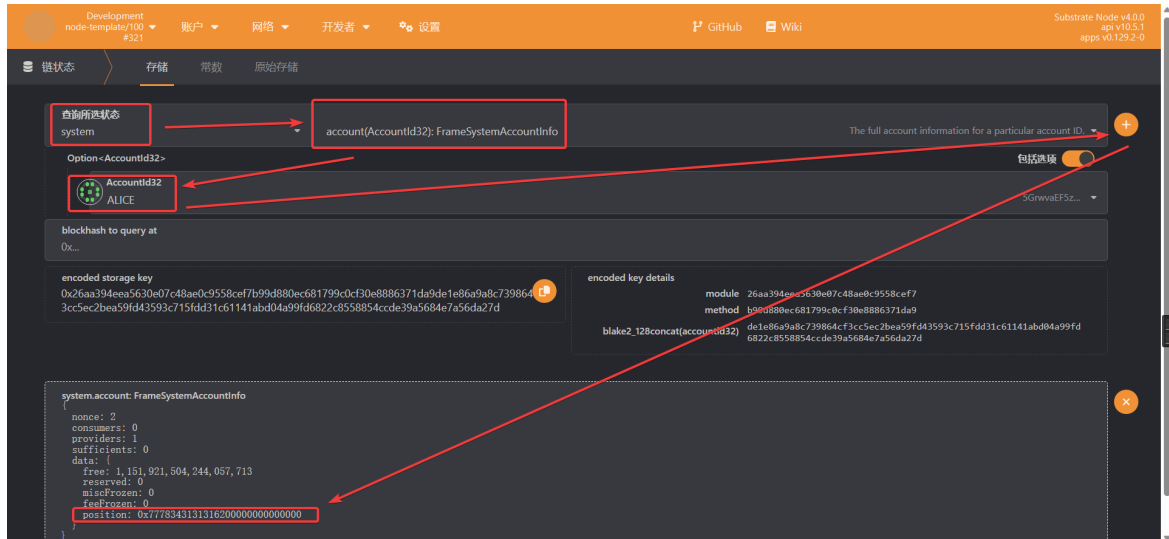 Development
node-template/100
#321
账户
网络
开发者
设置
GitHub
Wiki
Substrate Node v4.0.0
api v10.5.1
apps v0.129.2-0
链状态
存储
常数
原始存储
查询所选状态
system
account(AccountId32): FrameSystemAccountInfo
The full account information for a particular account ID.
Option<AccountId32>
包括选项
AccountId32
ALICE
5GrwvaEF5z...
blockhash to query at
0x...
encoded storage key
0x26aa394eea5630e07c48ae0c9558cef7b99d880ec681799c0cf30e8886371da9de1e86a9a8c739864
3cc5ec2bea59fd43593c715fdd31c61141abd04a99fd6822c8558854ccde39a5684e7a56da27d
encoded key details
module 26aa394eea5630e07c48ae0c9558cef7
method b99d880ec681799c0cf30e8886371da9
blake2_128concat(accountid32) de1e86a9a8c739864cf3cc5ec2bea59fd43593c715fdd31c61141abd04a99fd
6822c8558854ccde39a5684e7a56da27d
system.account: FrameSystemAccountInfo
{
nonce: 2
consumers: 0
providers: 1
sufficients: 0
data: {
free: 1,151,921,504,244,057,713
reserved: 0
miscFrozen: 0
feeFrozen: 0
position: 0x77783431313162000000000000
}
}